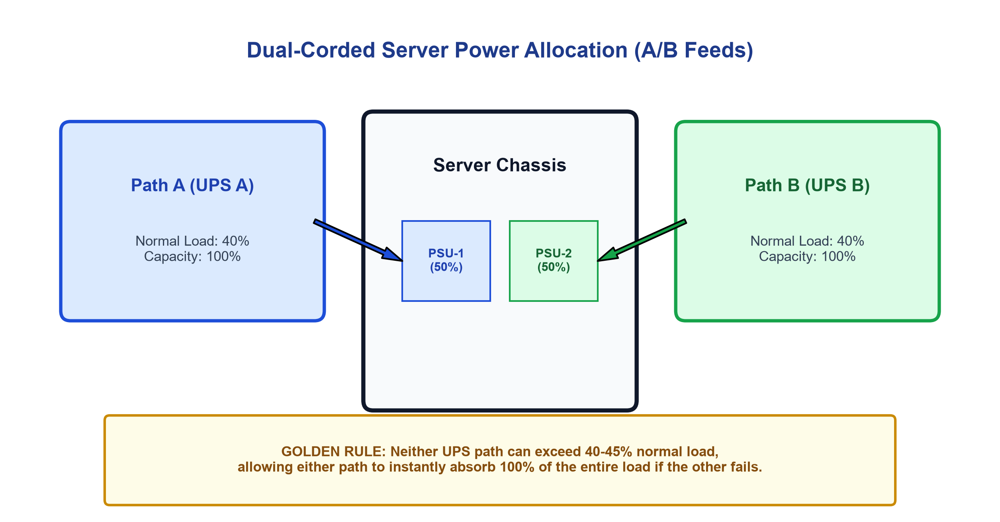 Dual-Corded Server Power Allocation (A/B Feeds)
Server Chassis
Path A (UPS A)
Path B (UPS B)
Normal Load: 40%
Capacity: 100%
Normal Load: 40%
Capacity: 100%
PSU-1
(50%)
PSU-2
(50%)
GOLDEN RULE: Neither UPS path can exceed 40-45% normal load,
allowing either path to instantly absorb 100% of the entire load if the other fails.